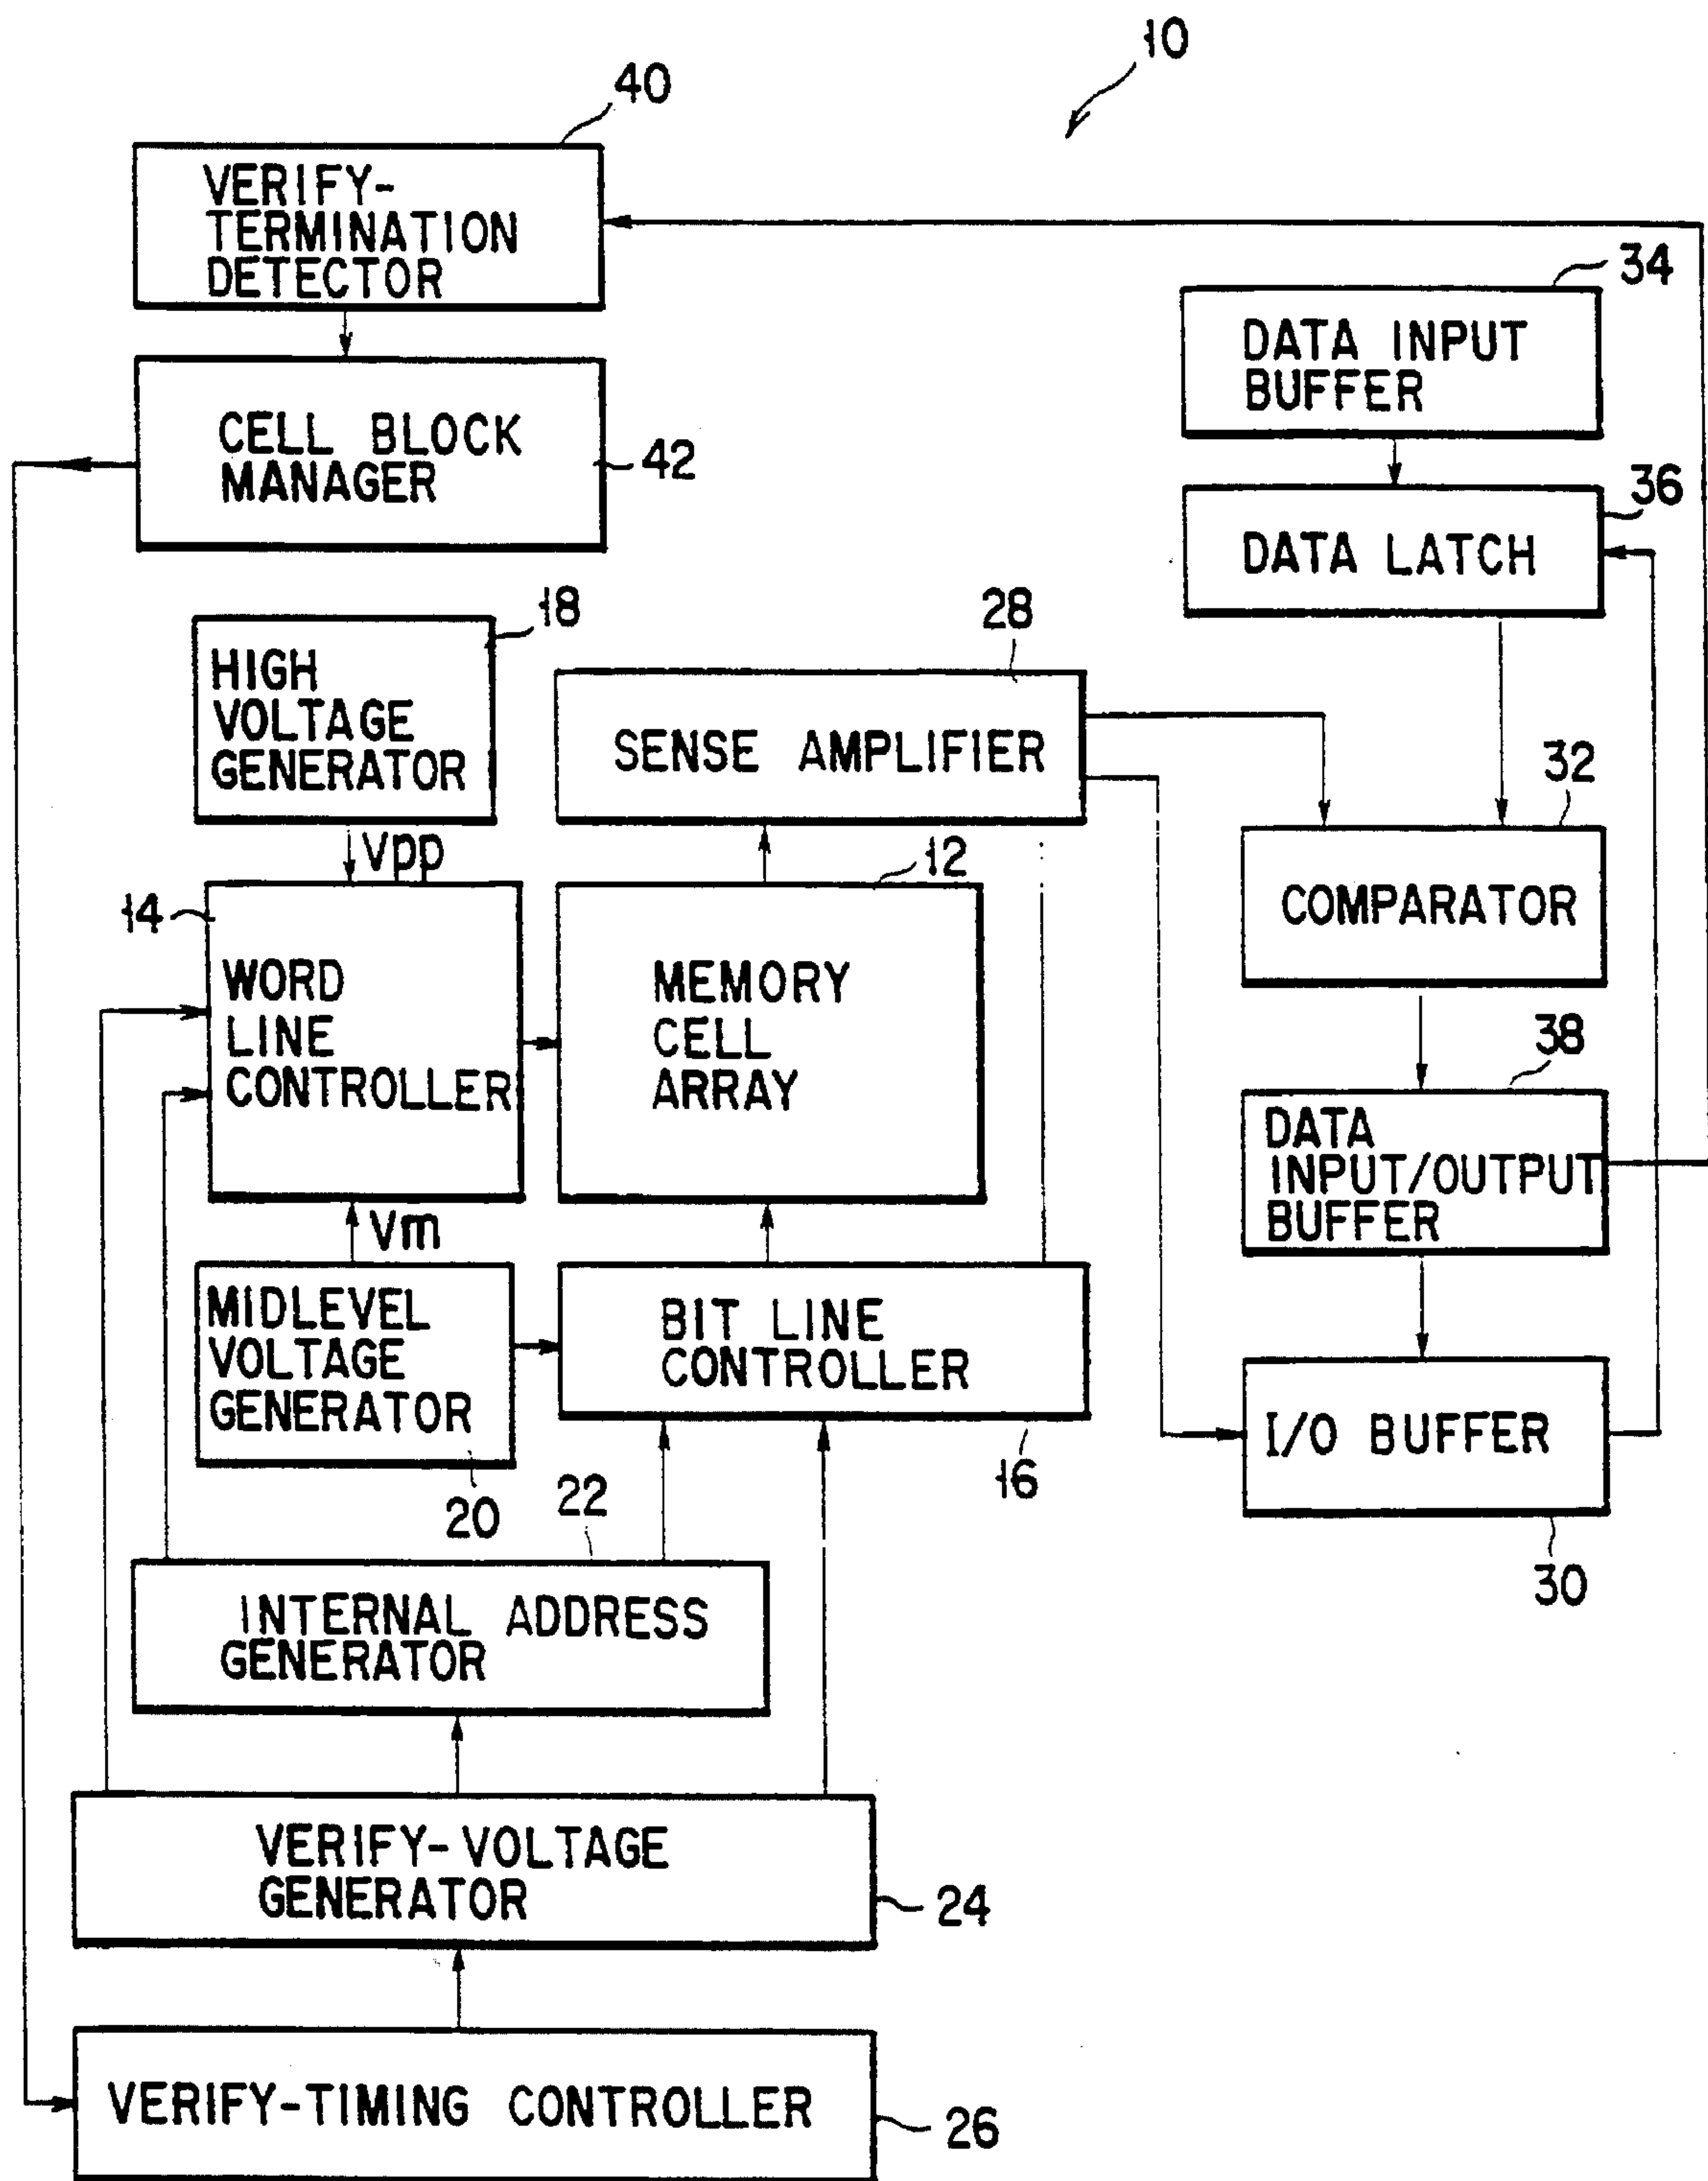 10
40
VERIFY-
TERMINATION
DETECTOR
34
DATA INPUT
BUFFER
CELL BLOCK
MANAGER
42
36
DATA LATCH
18
HIGH
VOLTAGE
GENERATOR
28
SENSE AMPLIFIER
32
COMPARATOR
Vpp
12
14
WORD
LINE
CONTROLLER
MEMORY
CELL
ARRAY
38
DATA
INPUT/OUTPUT
BUFFER
Vm
MIDLEVEL
VOLTAGE
GENERATOR
20
BIT LINE
CONTROLLER
16
I/O BUFFER
30
22
INTERNAL ADDRESS
GENERATOR
VERIFY-VOLTAGE
GENERATOR
24
VERIFY-TIMING CONTROLLER
26